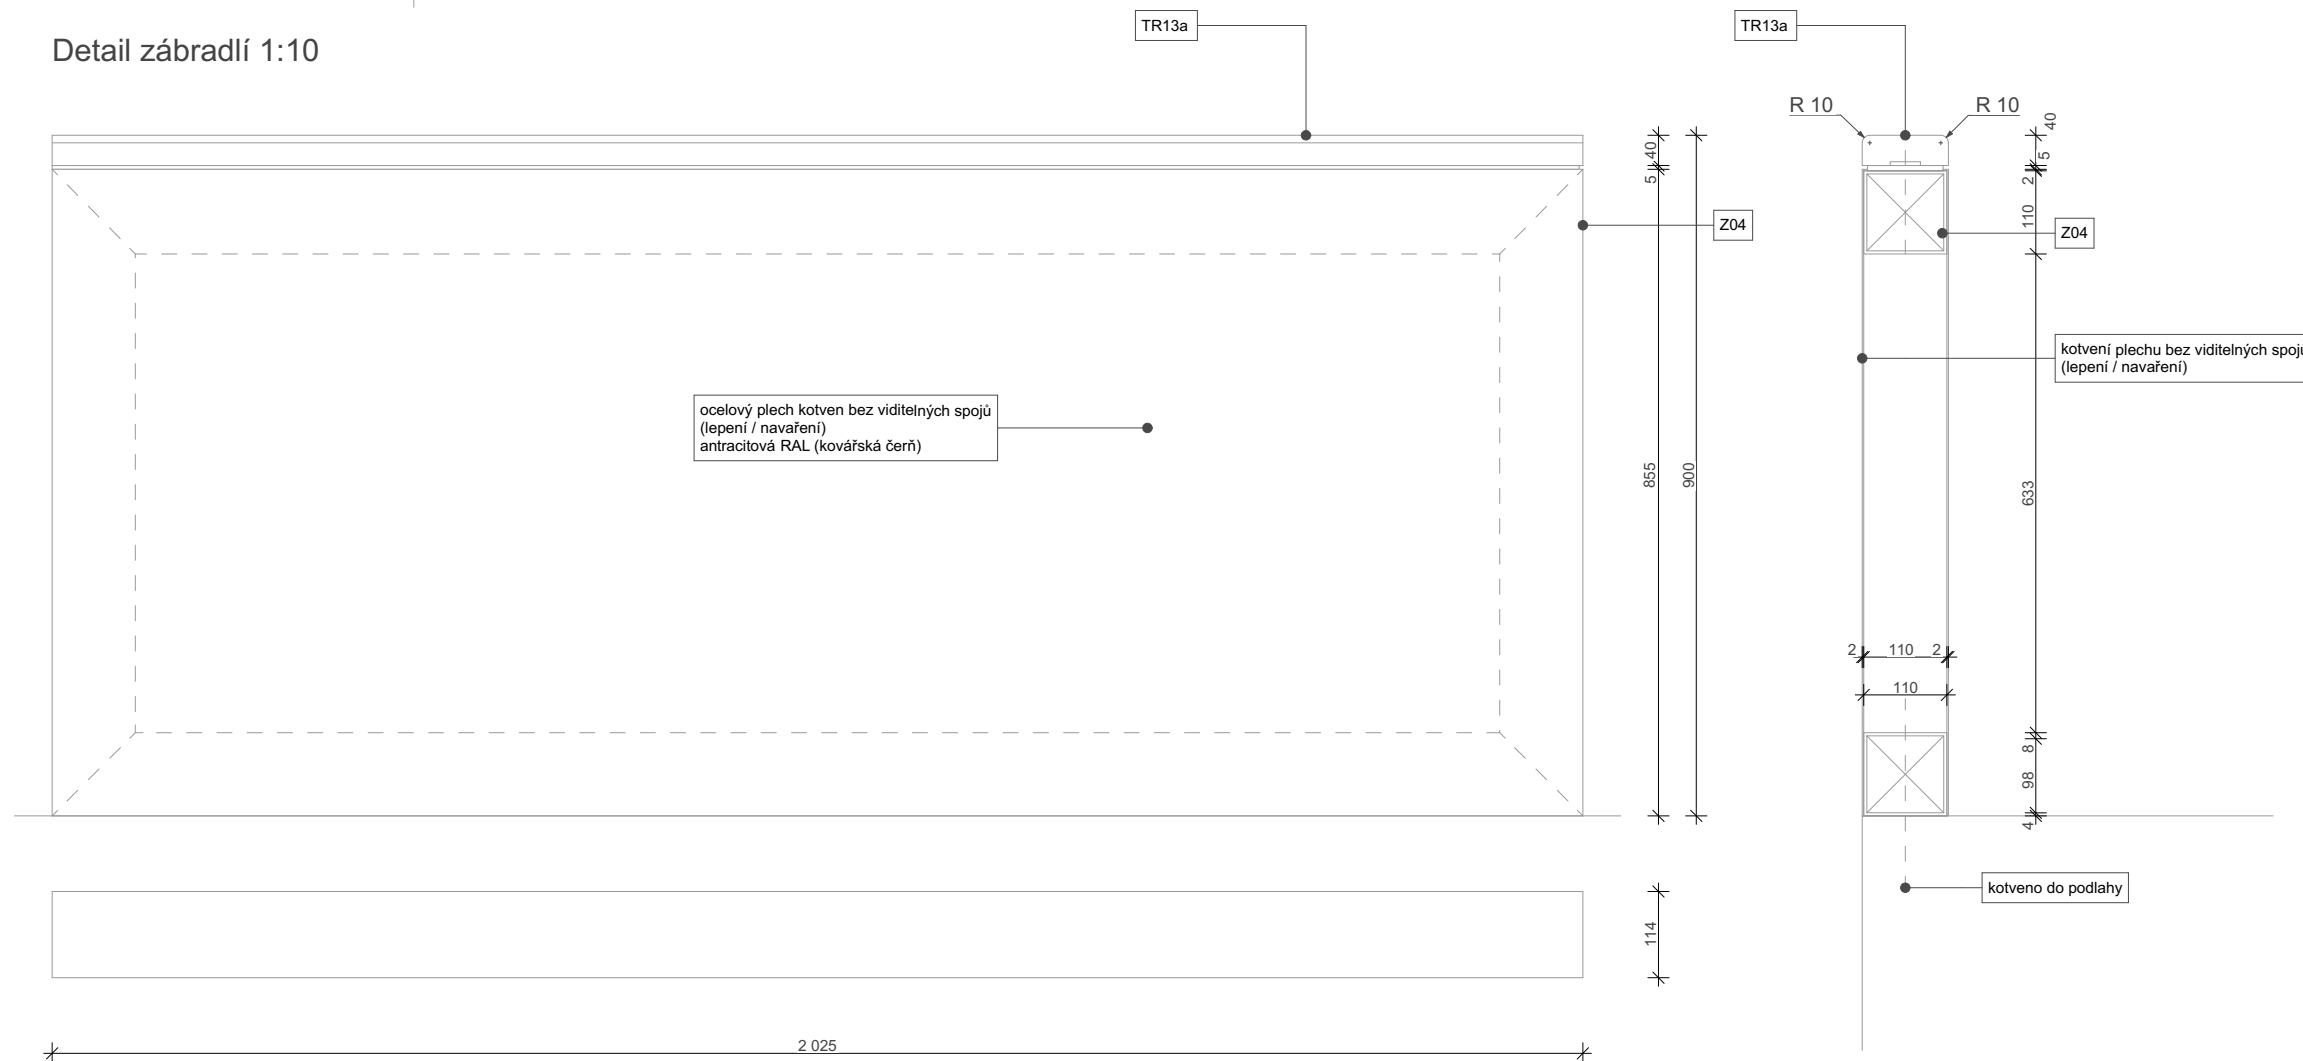 Detail zábradlí 1:10
TR13a
TR13a
R 10
R 10
40
5
855
900
40
5
2
110
633
8
98
4
Z04
Z04
ocelový plech kotven bez viditelných spojů
(lepení / navaření)
antracitová RAL (kovářská čerň)
kotvení plechu bez viditelných spojů
(lepení / navaření)
2
110
2
110
kotveno do podlahy
114
2 025